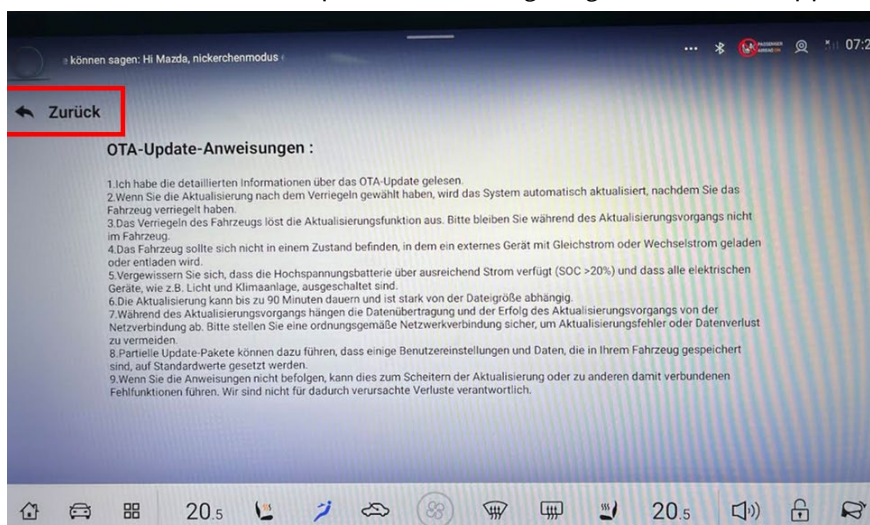 können sagen: Hi Mazda, nickerchenmodus
PASSENGER
AIRBAG ON
07:2
Zurück
OTA-Update-Anweisungen :
1.Ich habe die detaillierten Informationen über das OTA-Update gelesen.
2.Wenn Sie die Aktualisierung nach dem Verriegeln gewählt haben, wird das System automatisch aktualisiert, nachdem Sie das
Fahrzeug verriegelt haben.
3.Das Verriegeln des Fahrzeugs löst die Aktualisierungsfunktion aus. Bitte bleiben Sie während des Aktualisierungsvorgangs nicht
im Fahrzeug.
4.Das Fahrzeug sollte sich nicht in einem Zustand befinden, in dem ein externes Gerät mit Gleichstrom oder Wechselstrom geladen
oder entladen wird.
5.Vergewissern Sie sich, dass die Hochspannungsbatterie über ausreichend Strom verfügt (SOC >20%) und dass alle elektrischen
Geräte, wie z.B. Licht und Klimaanlage, ausgeschaltet sind.
6.Die Aktualisierung kann bis zu 90 Minuten dauern und ist stark von der Dateigröße abhängig.
7.Während des Aktualisierungsvorgangs hängen die Datenübertragung und der Erfolg des Aktualisierungsvorgangs von der
Netzverbindung ab. Bitte stellen Sie eine ordnungsgemäße Netzwerkverbindung sicher, um Aktualisierungsfehler oder Datenverlust
zu vermeiden.
8.Partielle Update-Pakete können dazu führen, dass einige Benutzereinstellungen und Daten, die in Ihrem Fahrzeug gespeichert
sind, auf Standardwerte gesetzt werden.
9.Wenn Sie die Anweisungen nicht befolgen, kann dies zum Scheitern der Aktualisierung oder zu anderen damit verbundenen
Fehlfunktionen führen. Wir sind nicht für dadurch verursachte Verluste verantwortlich.
20.5
20.5